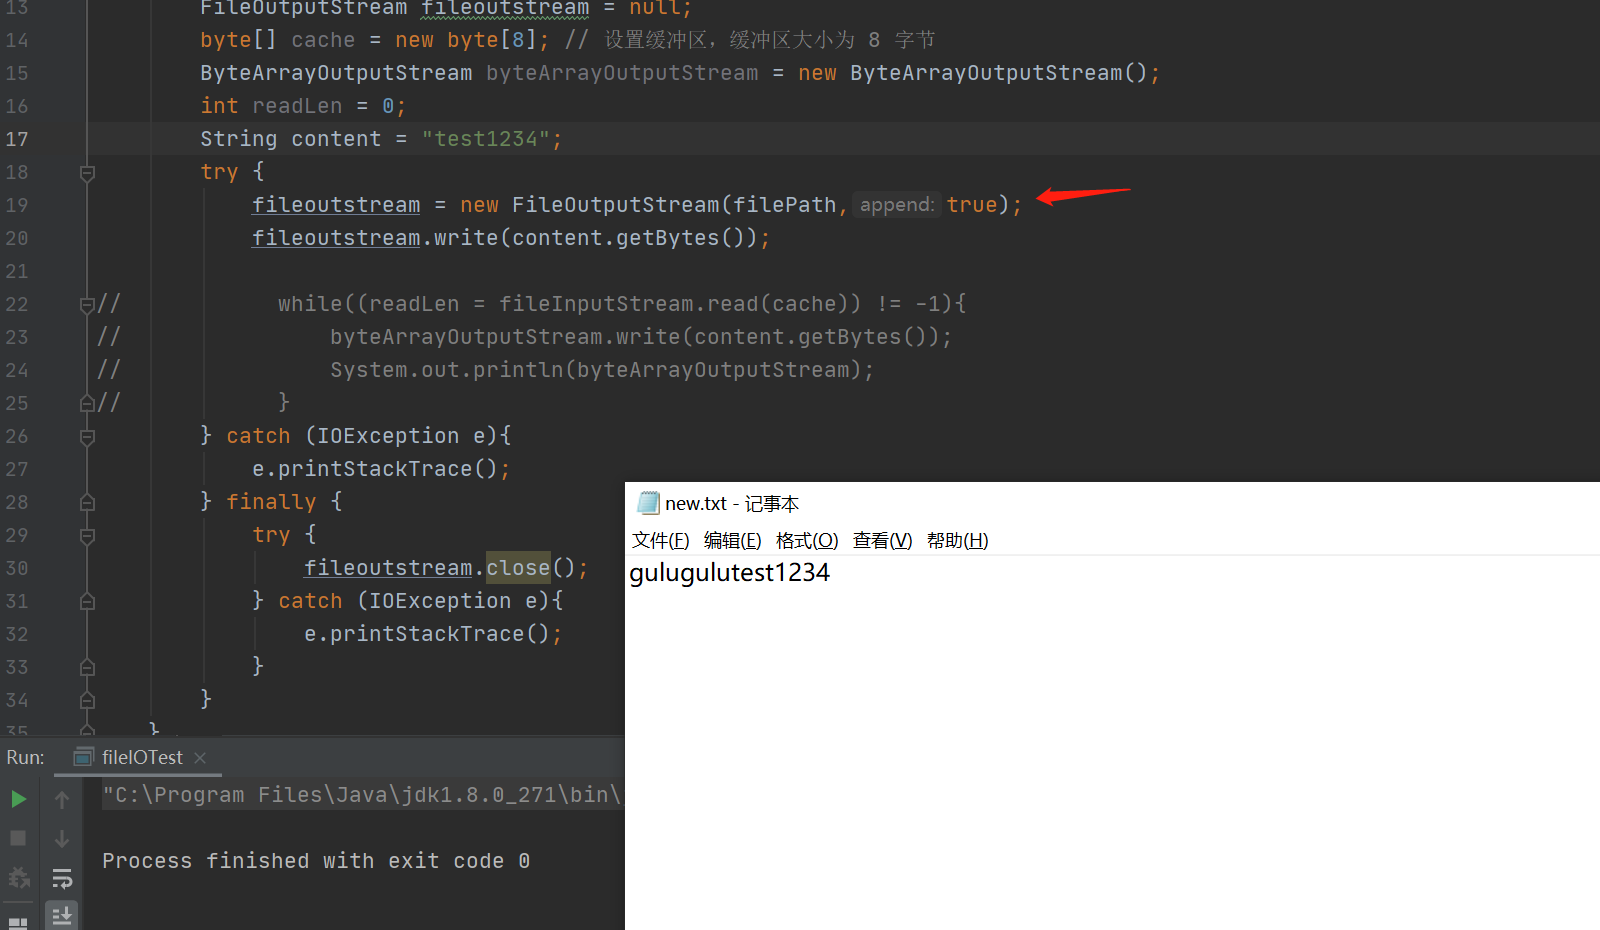 13 FileOutputStream fileoutstream = null;
14 byte[] cache = new byte[8]; // 设置缓冲区，缓冲区大小为 8 字节
15 ByteArrayOutputStream byteArrayOutputStream = new ByteArrayOutputStream();
16 int readLen = 0;
17 String content = "test1234";
18 try {
19 fileoutstream = new FileOutputStream(filePath, append: true);
20 fileoutstream.write(content.getBytes());
21
22 // while((readLen = fileInputStream.read(cache)) != -1){
23 // byteArrayOutputStream.write(content.getBytes());
24 // System.out.println(byteArrayOutputStream);
25 // }
26 } catch (IOException e){
27 e.printStackTrace();
28 } finally {
29 try {
30 fileoutstream.close();
31 } catch (IOException e){
32 e.printStackTrace();
33 }
34 }
35 }
new.txt - 记事本
文件(F) 编辑(E) 格式(O) 查看(V) 帮助(H)
gulugulutest1234
Run: fileIOTest
"C:\Program Files\Java\jdk1.8.0_271\bin\
Process finished with exit code 0